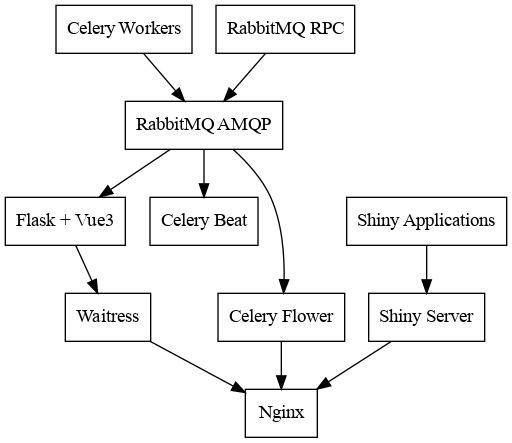 Celery Workers
RabbitMQ RPC
RabbitMQ AMQP
Flask + Vue3
Celery Beat
Shiny Applications
Waitress
Celery Flower
Shiny Server
Nginx